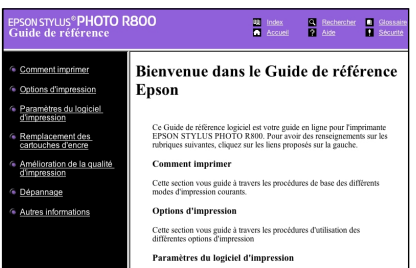 EPSON STYLUS® PHOTO R800
Guide de référence
Index
Rechercher
Glossaire
Accueil
Aide
Sécurité
Comment imprimer
Options d'impression
Paramètres du logiciel
d'impression
Remplacement des
cartouches d'encre
Amélioration de la qualité
d'impression
Dépannage
Autres informations
Bienvenue dans le Guide de référence
Epson
Ce Guide de référence logiciel est votre guide en ligne pour l'imprimante
EPSON STYLUS PHOTO R800. Pour avoir des renseignements sur les
rubriques suivantes, cliquez sur les liens proposés sur la gauche.
Comment imprimer
Cette section vous guide à travers les procédures de base des différents
modes d'impression courants.
Options d'impression
Cette section vous guide à travers les procédures d'utilisation des
différentes options d'impression
Paramètres du logiciel d'impression